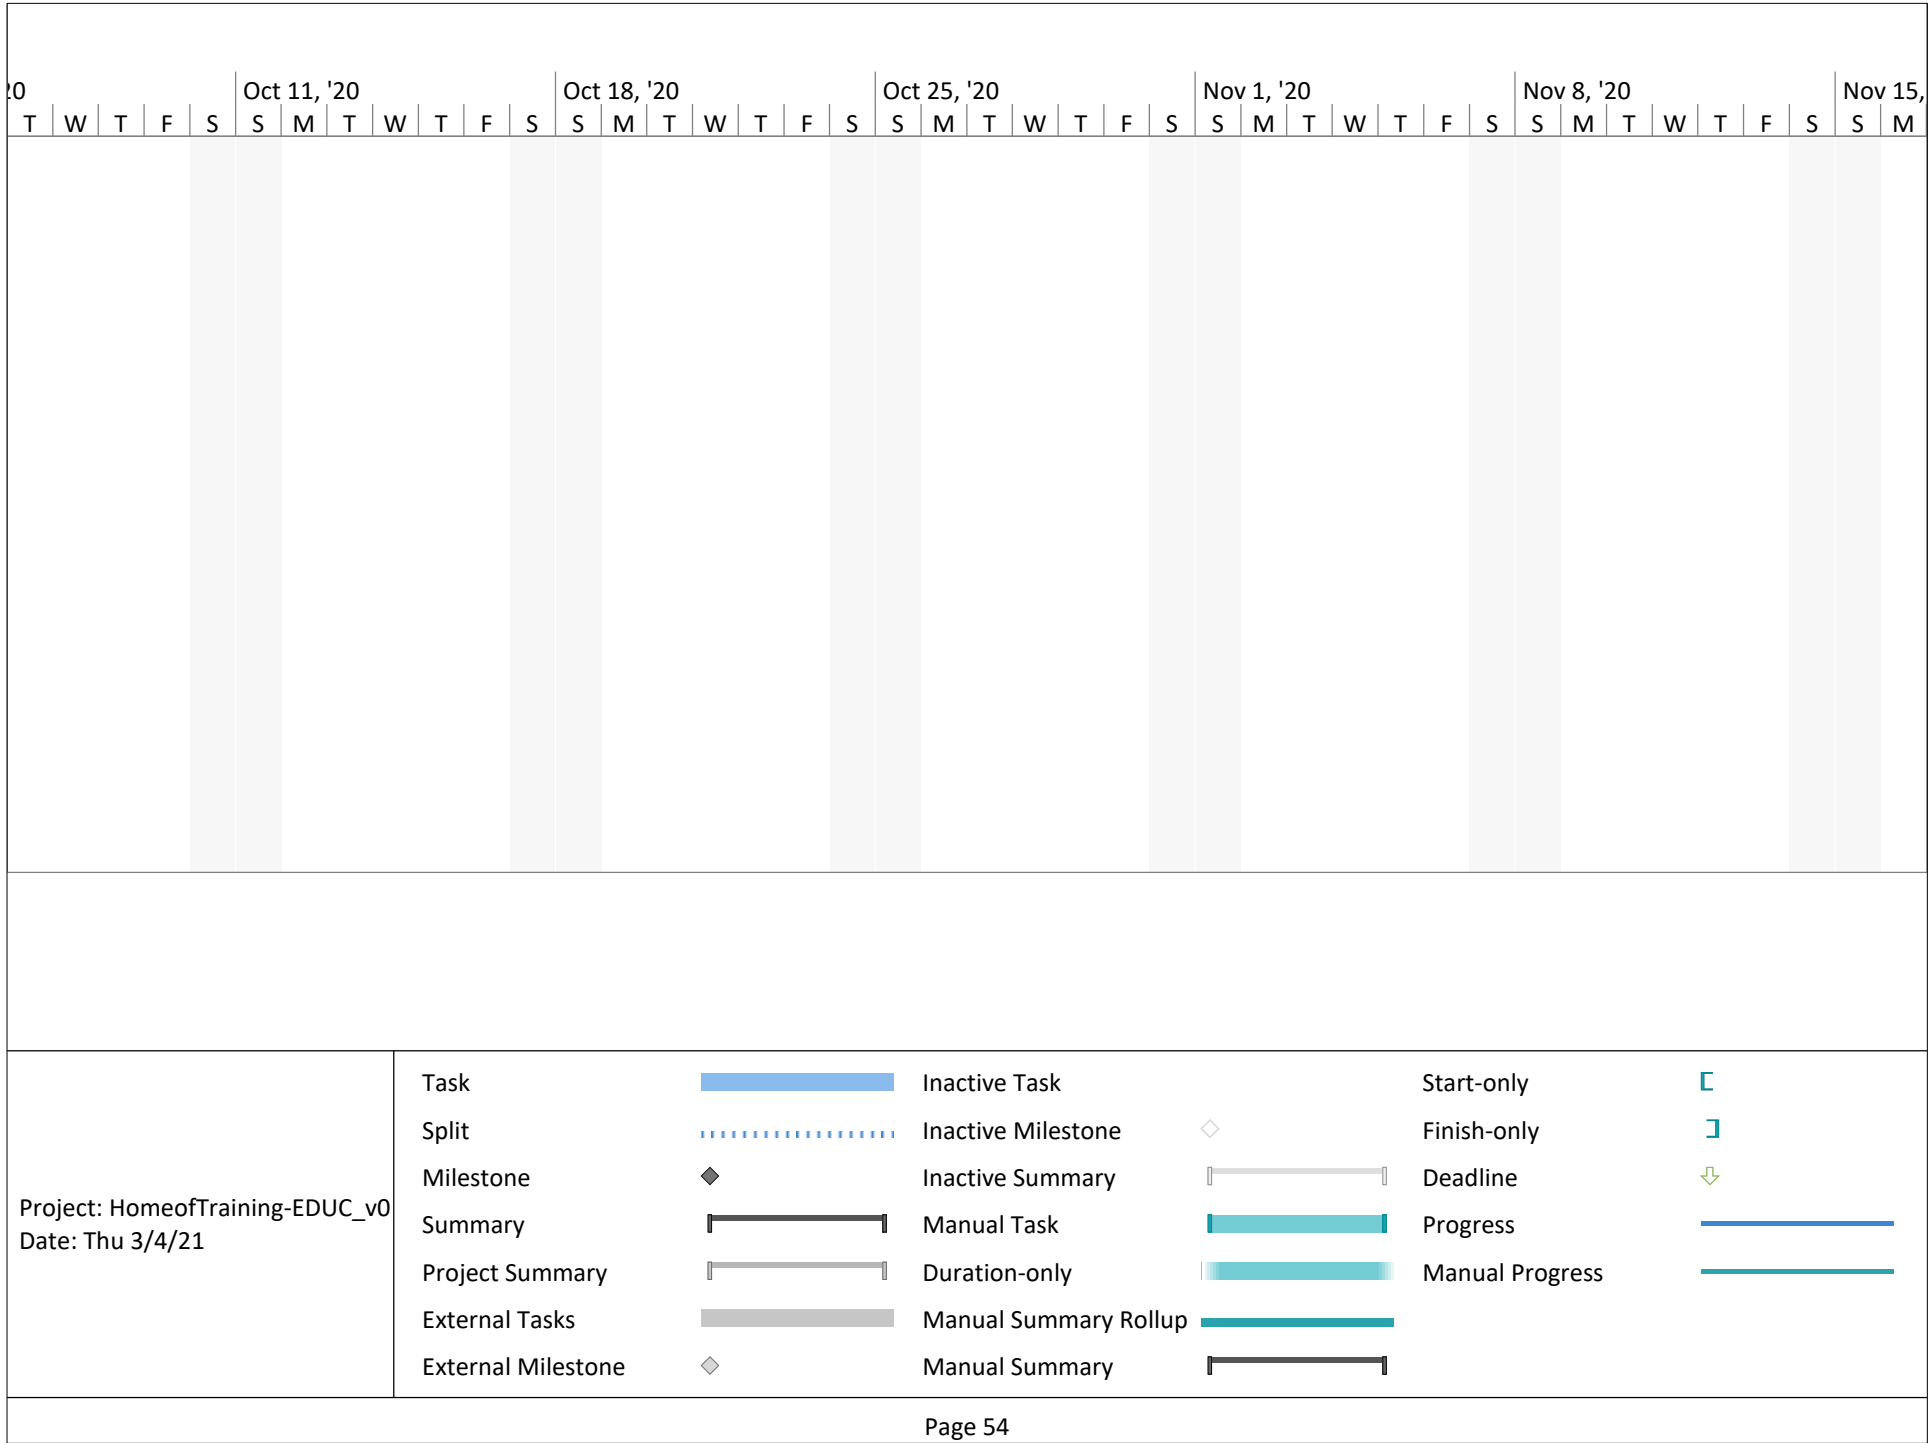 20 Oct 11, '20 Oct 18, '20 Oct 25, '20 Nov 1, '20 Nov 8, '20 Nov 15,
T W T F S S M T W T F S S M T W T F S S M T W T F S S M T W T F S S M T W T F S S M
Task Inactive Task Start-only
Split Inactive Milestone Finish-only
Milestone Inactive Summary Deadline
Project: HomeofTraining-EDUC_v0
Date: Thu 3/4/21
Summary Manual Task Progress
Project Summary Duration-only Manual Progress
External Tasks Manual Summary Rollup
External Milestone Manual Summary
Page 54